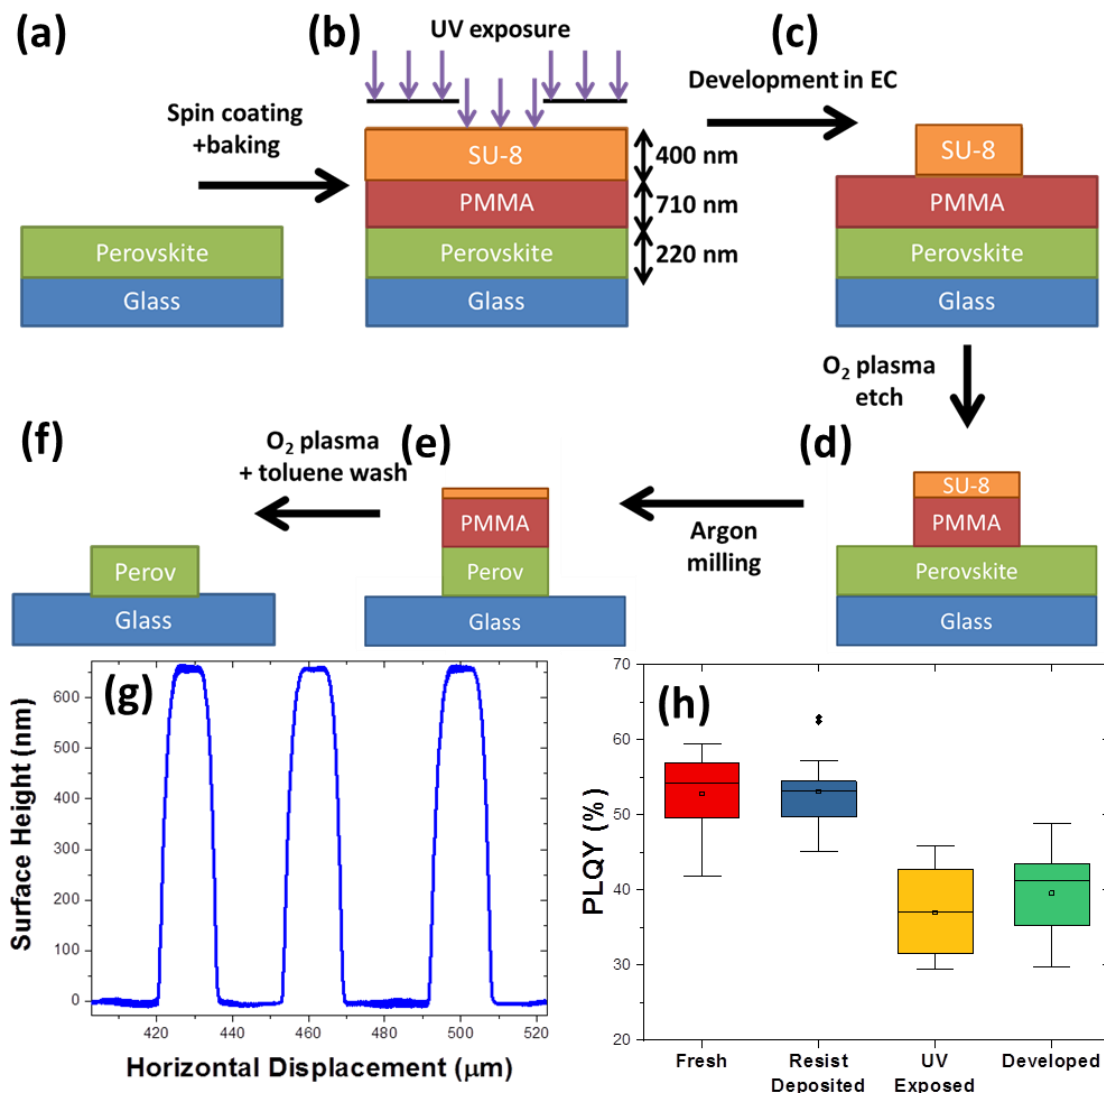 (a)
Spin coating
+baking
Perovskite
Glass
(b)
UV exposure
SU-8
PMMA
Perovskite
Glass
400 nm
710 nm
220 nm
Development in EC
(c)
SU-8
PMMA
Perovskite
Glass
O₂ plasma
etch
(d)
SU-8
PMMA
Perovskite
Glass
Argon
milling
(e)
PMMA
Perov
Glass
O₂ plasma
+ toluene wash
(f)
Perov
Glass
(g)
Surface Height (nm)
600
500
400
300
200
100
0
420
440
460
480
500
520
Horizontal Displacement (μm)
(h)
PLQY (%)
70
60
50
40
30
20
Fresh
Resist
Deposited
UV
Exposed
Developed